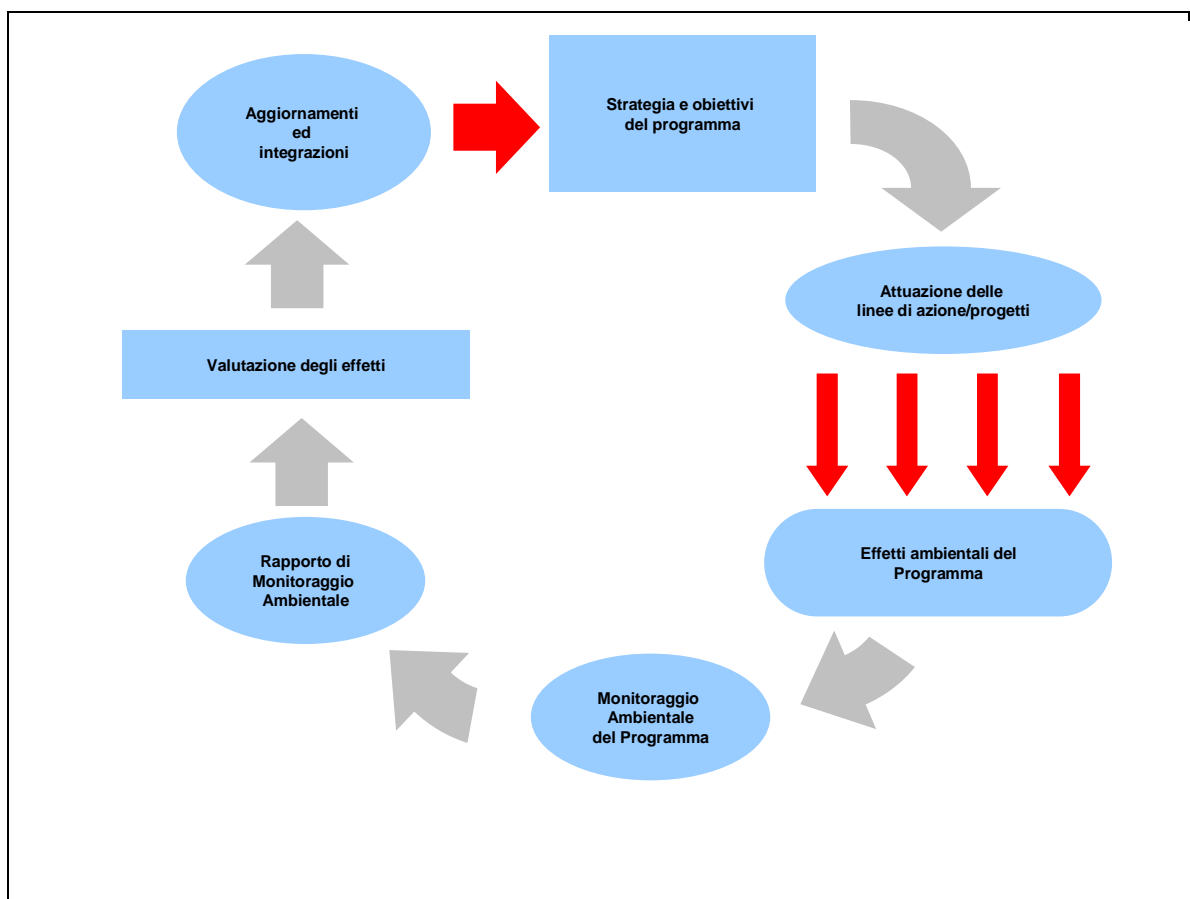 Aggiornamenti
ed
integrazioni
Strategia e obiettivi
del programma
Attuazione delle
linee di azione/progetti
Valutazione degli effetti
Effetti ambientali del
Programma
Rapporto di
Monitoraggio
Ambientale
Monitoraggio
Ambientale
del Programma